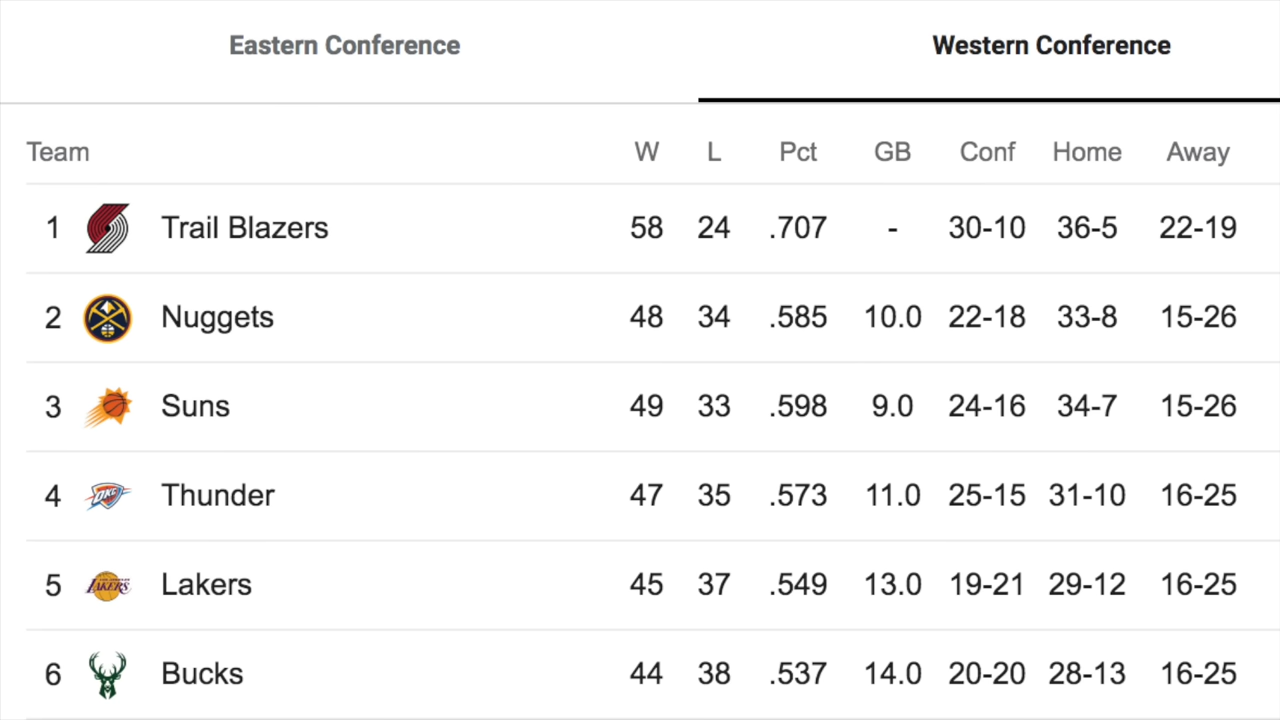 Eastern Conference Western Conference
Team W L Pct GB Conf Home Away
1 Trail Blazers 58 24 .707 - 30-10 36-5 22-19
2 Nuggets 48 34 .585 10.0 22-18 33-8 15-26
3 Suns 49 33 .598 9.0 24-16 34-7 15-26
4 OKC Thunder 47 35 .573 11.0 25-15 31-10 16-25
5 LAKERS Lakers 45 37 .549 13.0 19-21 29-12 16-25
6 Bucks 44 38 .537 14.0 20-20 28-13 16-25